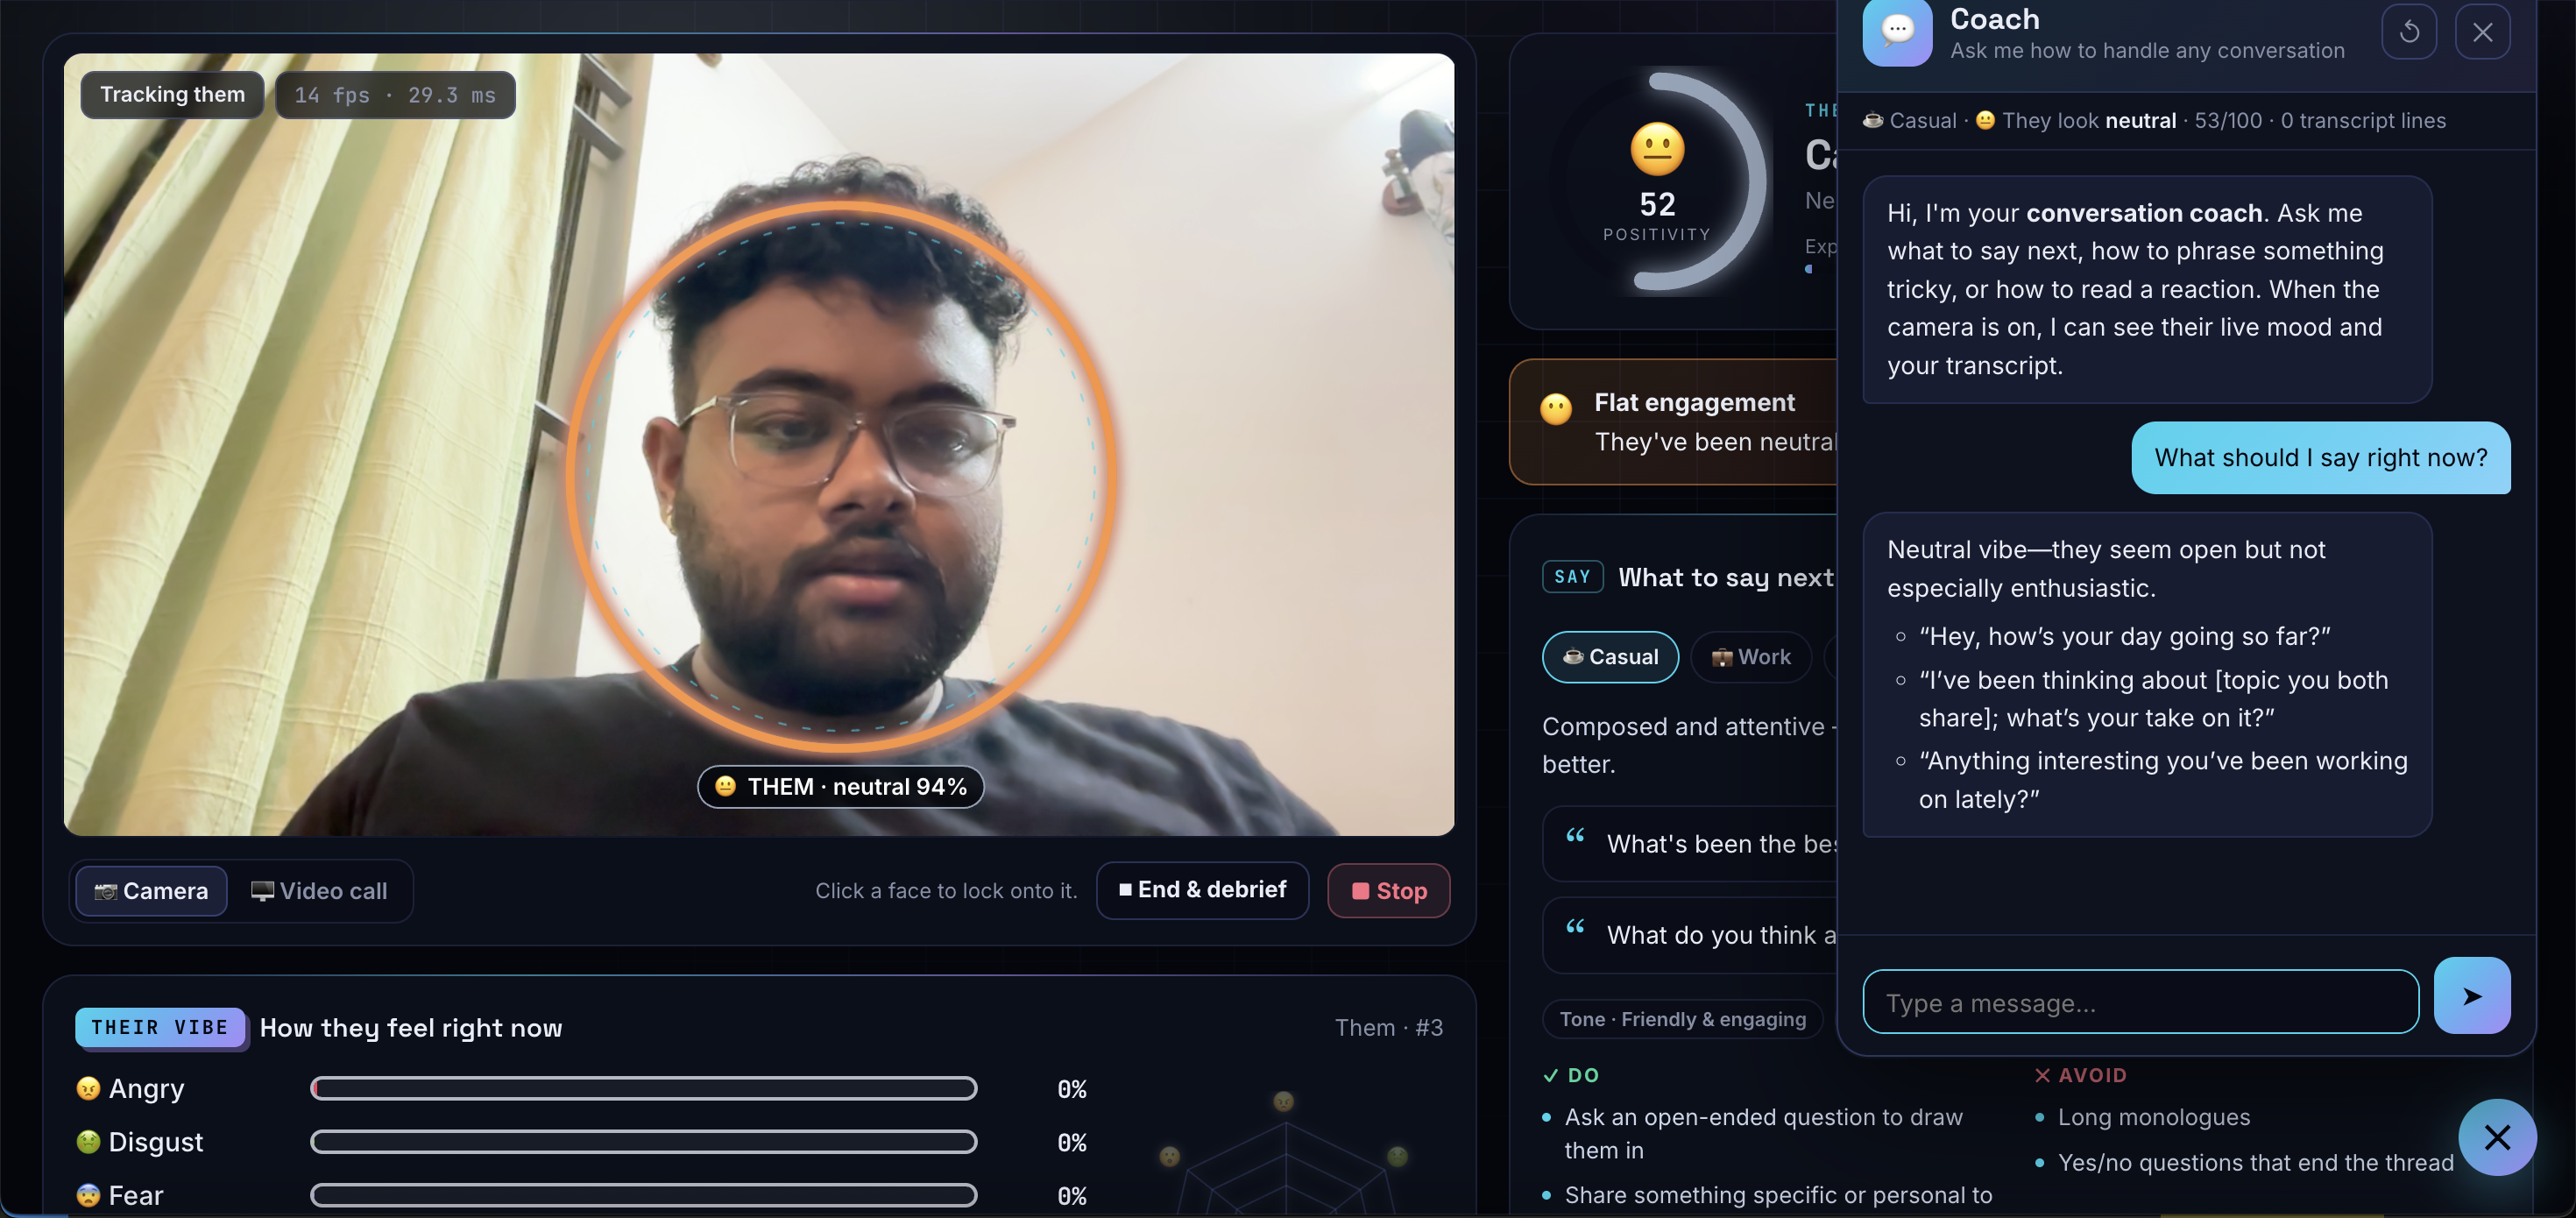 Tracking them
14 fps · 29.3 ms
THEM · neutral 94%
Camera
Video call
Click a face to lock onto it.
End & debrief
Stop
THEIR VIBE
How they feel right now
Them · #3
Angry
0%
Disgust
0%
Fear
0%
52
POSITIVITY
Flat engagement
They've been neutral
SAY
What to say next
Casual
Work
Composed and attentive
better.
“ What's been the
“ What do you think
Tone · Friendly & engaging
✓ DO
Ask an open-ended question to draw
them in
Share something specific or personal to
✕ AVOID
Long monologues
Yes/no questions that end the thread
Coach
Ask me how to handle any conversation
Casual · They look neutral · 53/100 · 0 transcript lines
Hi, I'm your conversation coach. Ask me
what to say next, how to phrase something
tricky, or how to read a reaction. When the
camera is on, I can see their live mood and
your transcript.
What should I say right now?
Neutral vibe—they seem open but not
especially enthusiastic.
“Hey, how’s your day going so far?”
“I’ve been thinking about [topic you both
share]; what’s your take on it?”
“Anything interesting you’ve been working
on lately?”
Type a message...